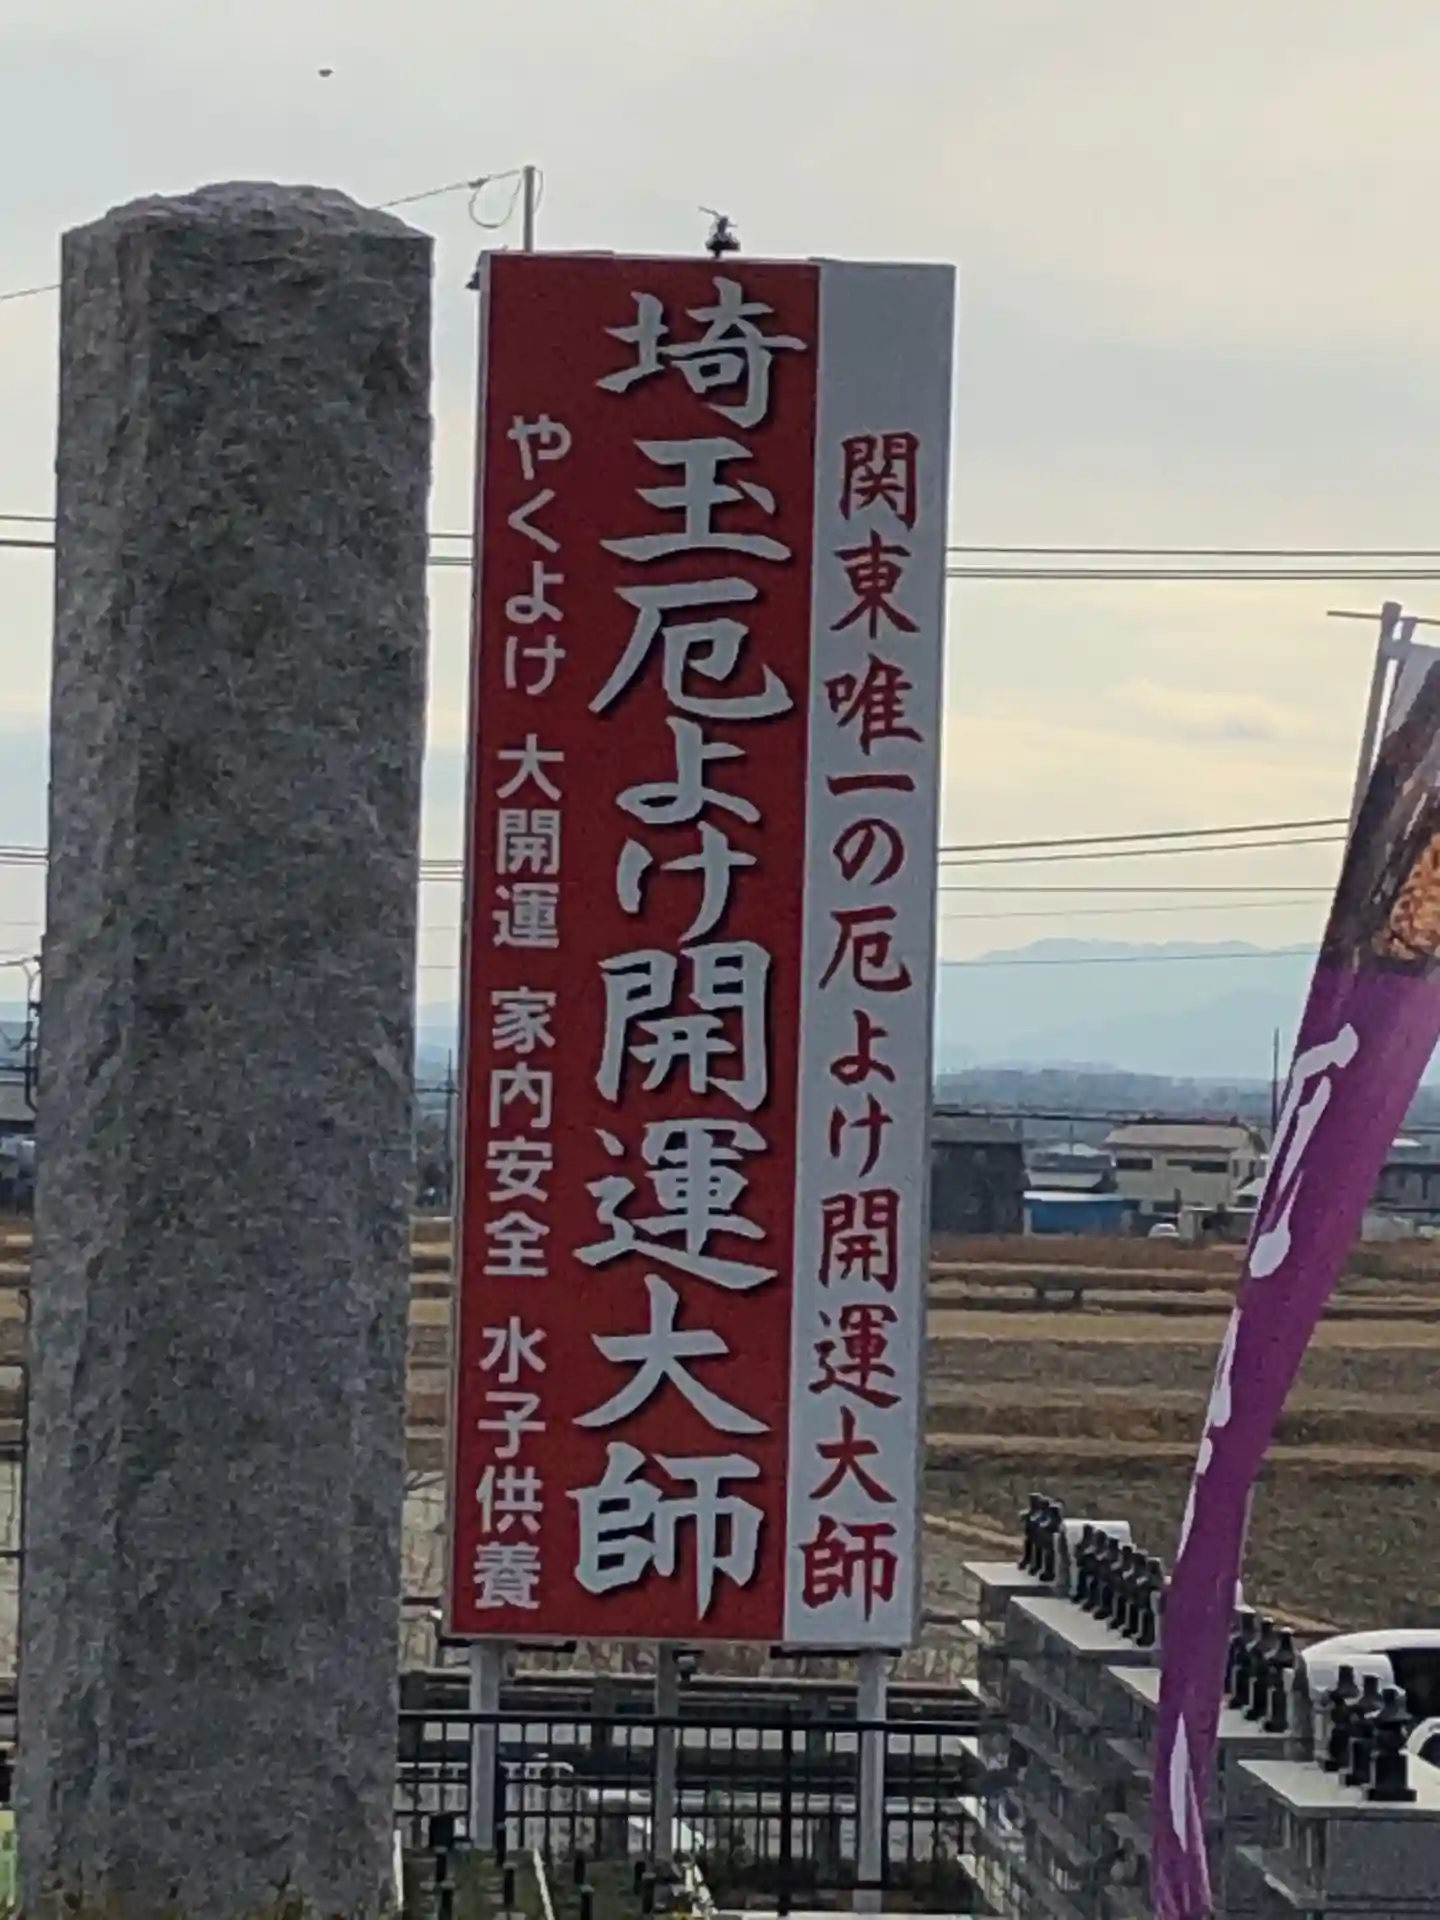 関東唯一の厄よけ開運大師
埼玉厄よけ開運大師
やくよけ 大開運 家内安全 水子供養